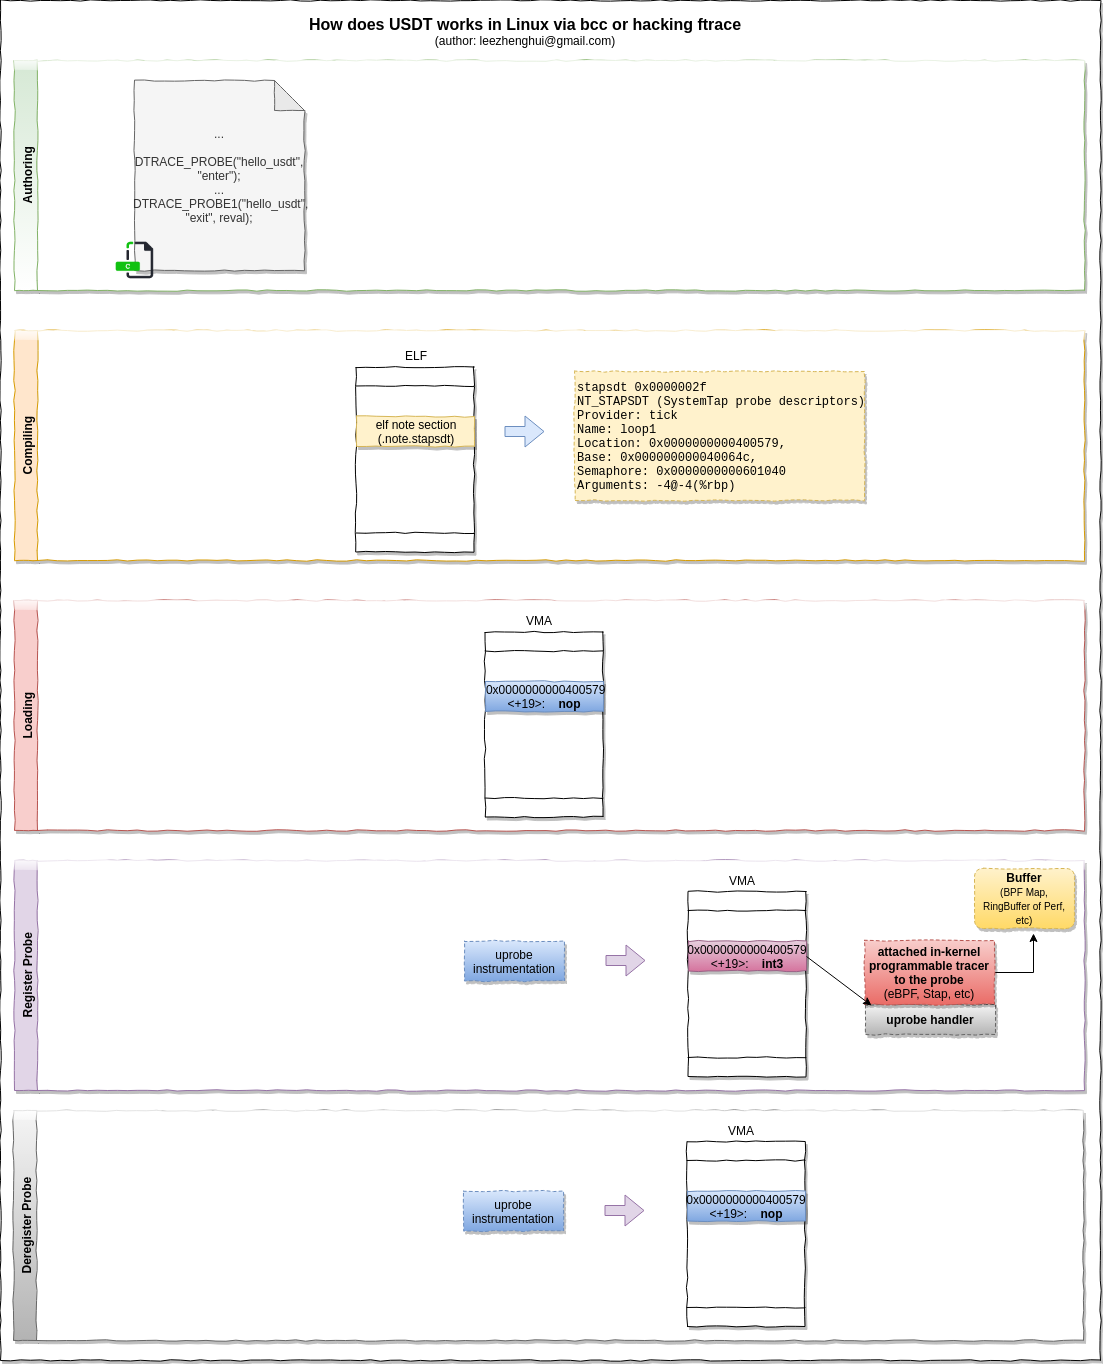 How does USDT works in Linux via bcc or hacking ftrace
(author: leezhenghui@gmail.com)
Authoring
...
DTRACE_PROBE("hello_usdt",
"enter");
...
DTRACE_PROBE1("hello_usdt",
"exit", reval);
C
Compiling
ELF
elf note section
(.note.stapsdt)
stapsdt 0x0000002f
NT_STAPSDT (SystemTap probe descriptors)
Provider: tick
Name: loop1
Location: 0x0000000000400579,
Base: 0x000000000040064c,
Semaphore: 0x0000000000601040
Arguments: -4@-4(%rbp)
Loading
VMA
0x0000000000400579
<+19>: nop
Register Probe
uprobe
instrumentation
VMA
0x0000000000400579
<+19>: int3
Buffer
(BPF Map,
RingBuffer of Perf,
etc)
attached in-kernel
programmable tracer
to the probe
(eBPF, Stap, etc)
uprobe handler
Deregister Probe
uprobe
instrumentation
VMA
0x0000000000400579
<+19>: nop